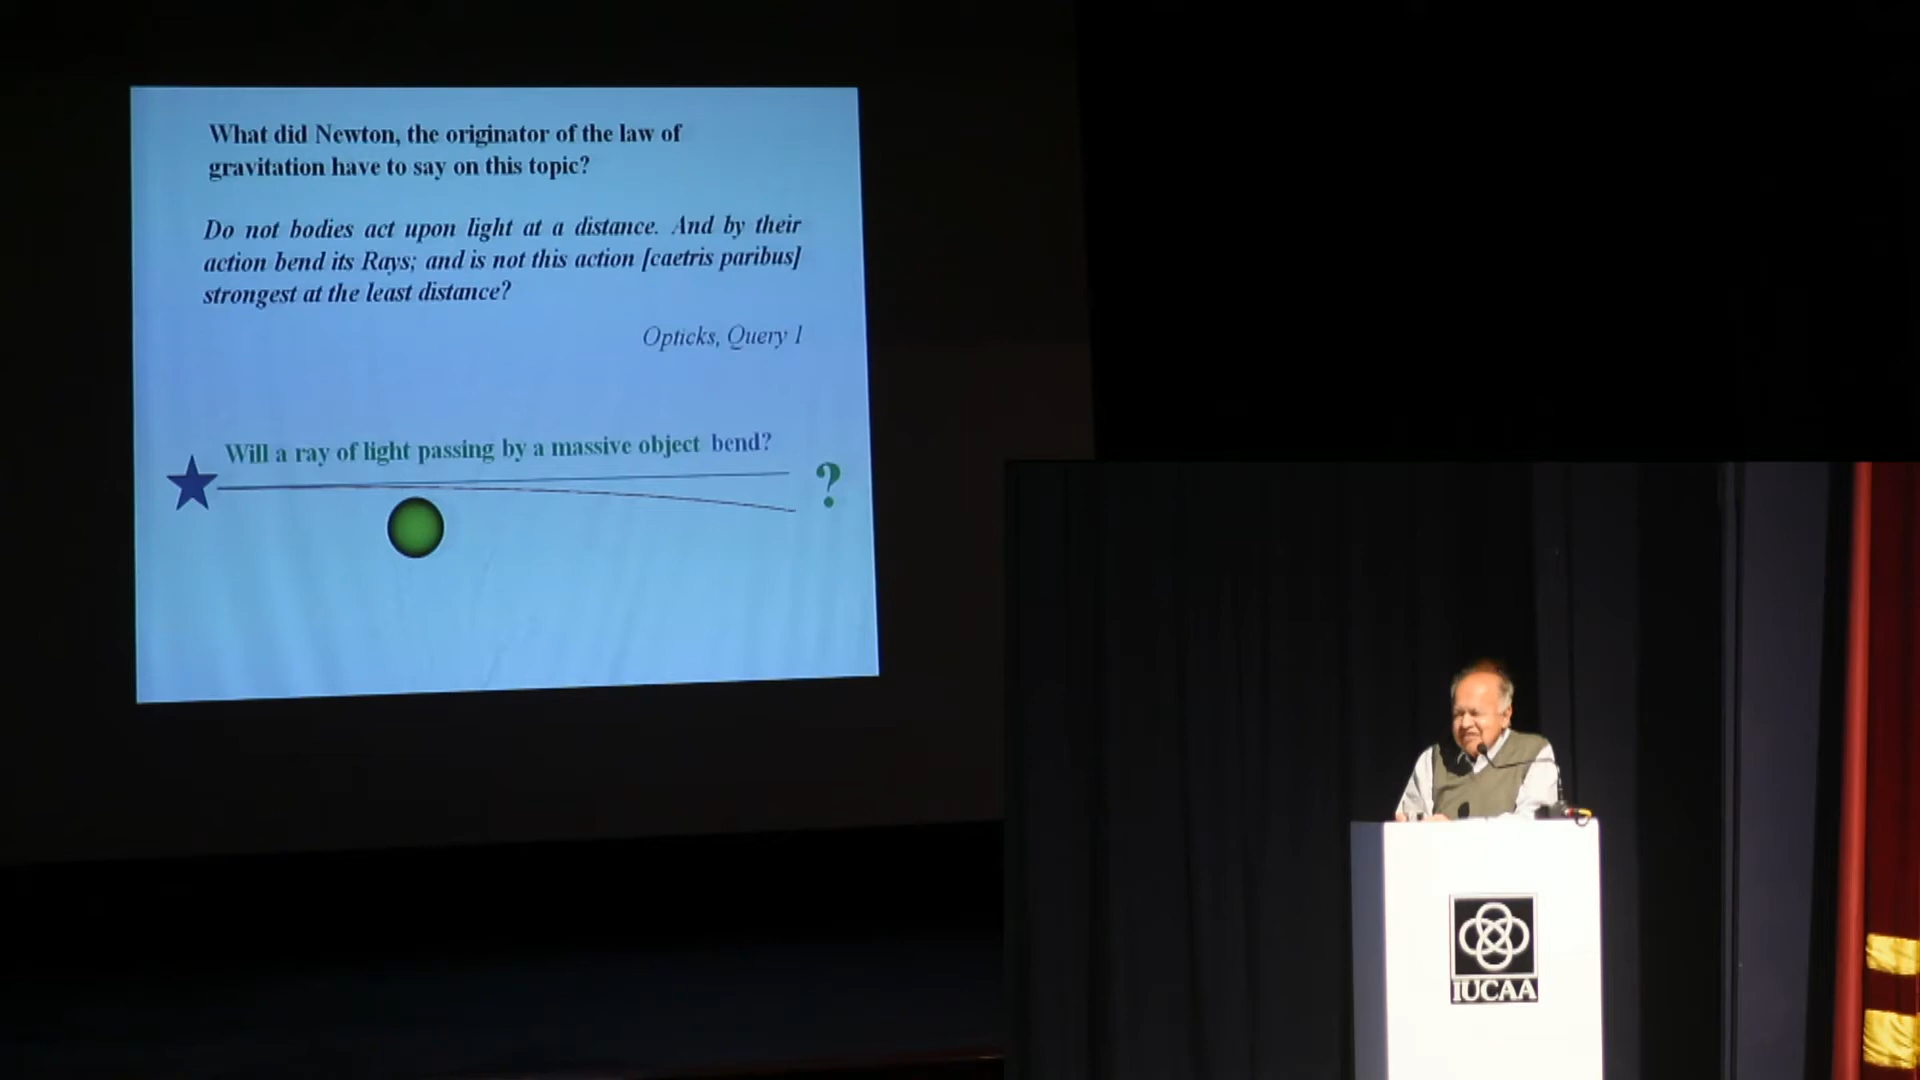 What did Newton, the originator of the law of
gravitation have to say on this topic?
Do not bodies act upon light at a distance. And by their
action bend its Rays; and is not this action [caetris paribus]
strongest at the least distance?
Opticks, Query 1
Will a ray of light passing by a massive object bend?
?
IUCAA